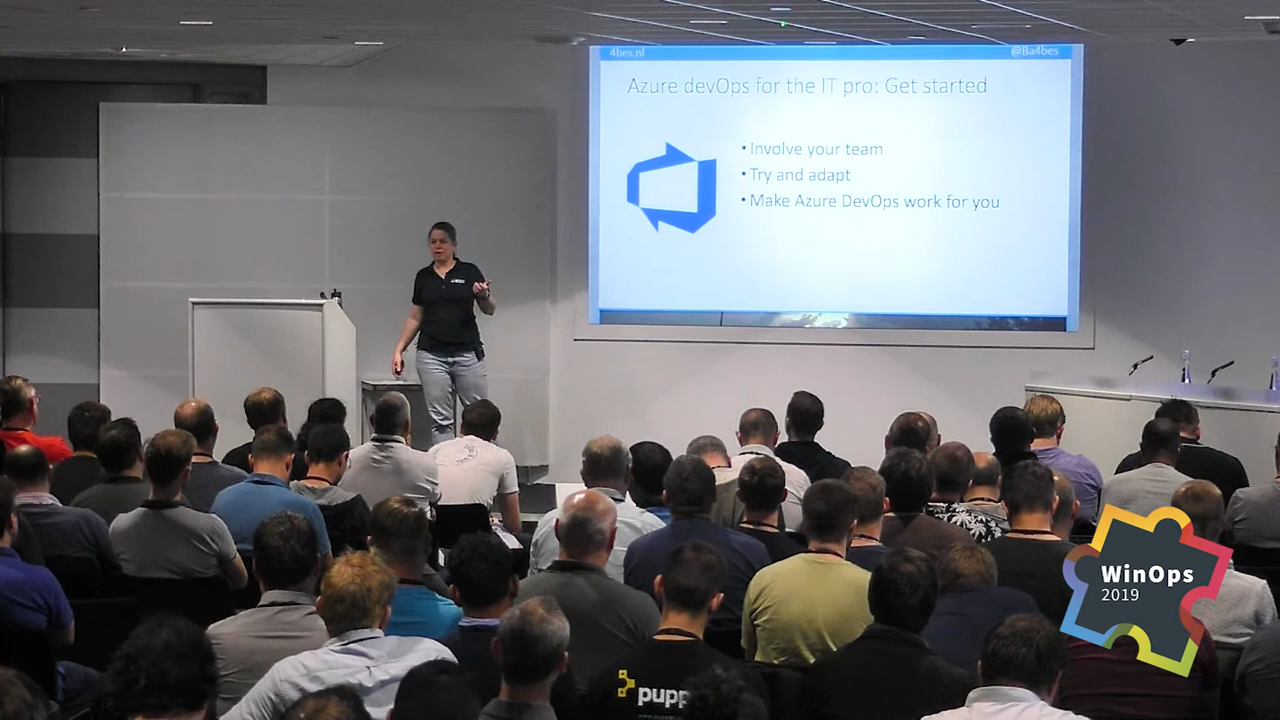 4bes.nl
@Ba4bes
Azure devOps for the IT pro: Get started
• Involve your team
• Try and adapt
• Make Azure DevOps work for you
WinOps
2019
pupp